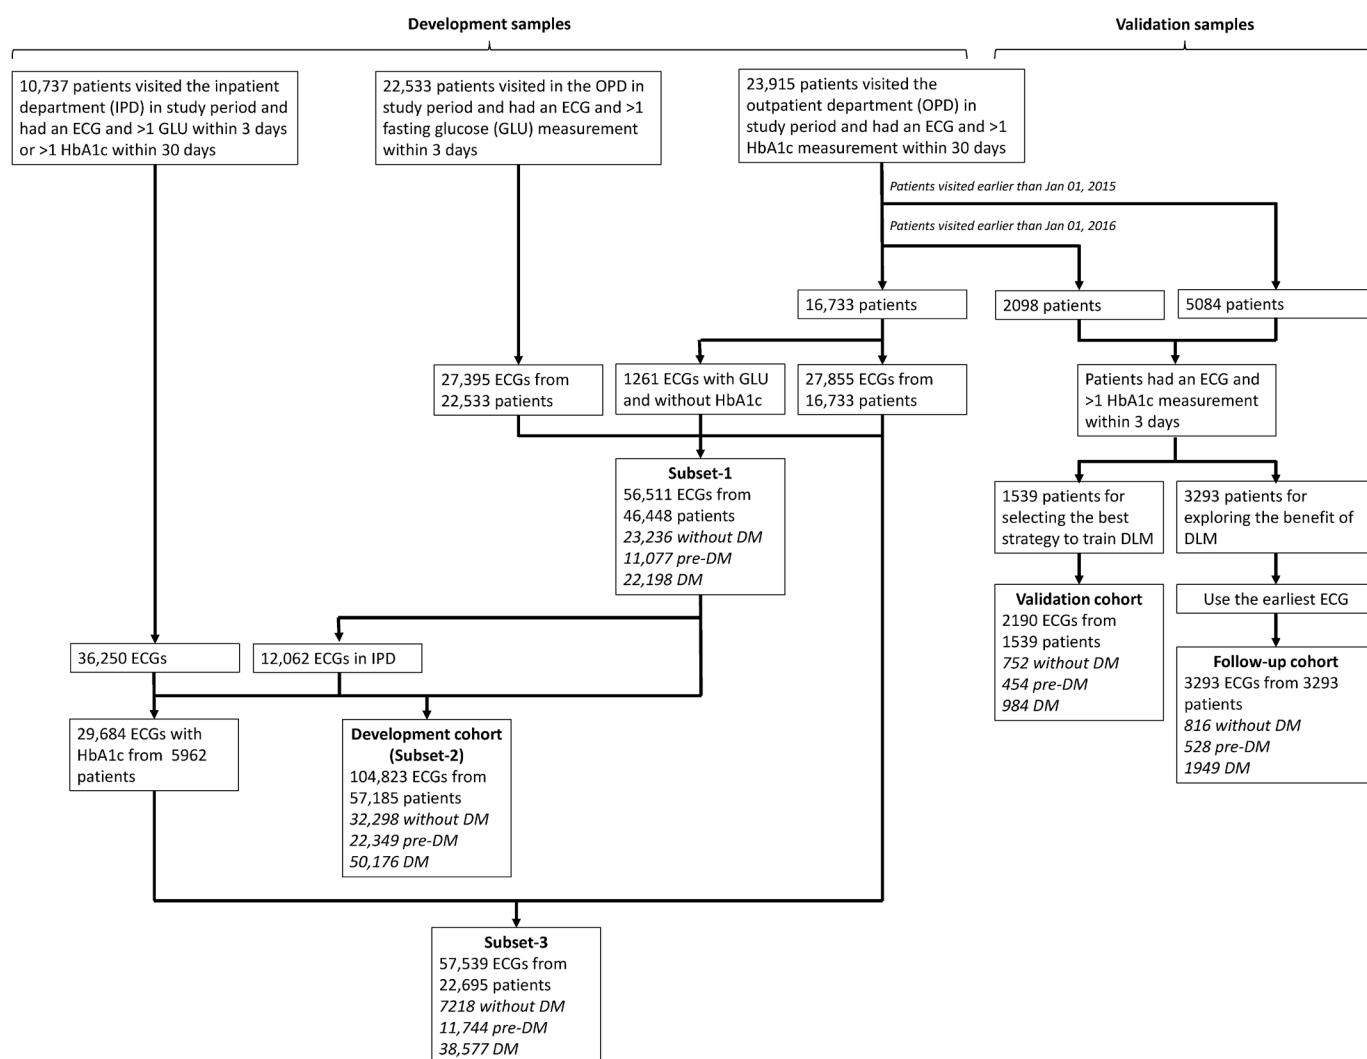 Development samples
Validation samples
10,737 patients visited the inpatient
department (IPD) in study period and
had an ECG and >1 GLU within 3 days
or >1 HbA1c within 30 days
22,533 patients visited in the OPD in
study period and had an ECG and >1
fasting glucose (GLU) measurement
within 3 days
23,915 patients visited the
outpatient department (OPD) in
study period and had an ECG and >1
HbA1c measurement within 30 days
Patients visited earlier than Jan 01, 2015
Patients visited earlier than Jan 01, 2016
16,733 patients
2098 patients
5084 patients
27,395 ECGs from
22,533 patients
1261 ECGs with GLU
and without HbA1c
27,855 ECGs from
16,733 patients
Patients had an ECG and
>1 HbA1c measurement
within 3 days
Subset-1
56,511 ECGs from
46,448 patients
23,236 without DM
11,077 pre-DM
22,198 DM
1539 patients for
selecting the best
strategy to train DLM
3293 patients for
exploring the benefit of
DLM
Validation cohort
2190 ECGs from
1539 patients
752 without DM
454 pre-DM
984 DM
Use the earliest ECG
Follow-up cohort
3293 ECGs from 3293
patients
816 without DM
528 pre-DM
1949 DM
36,250 ECGs
12,062 ECGs in IPD
29,684 ECGs with
HbA1c from 5962
patients
Development cohort
(Subset-2)
104,823 ECGs from
57,185 patients
32,298 without DM
22,349 pre-DM
50,176 DM
Subset-3
57,539 ECGs from
22,695 patients
7218 without DM
11,744 pre-DM
38,577 DM